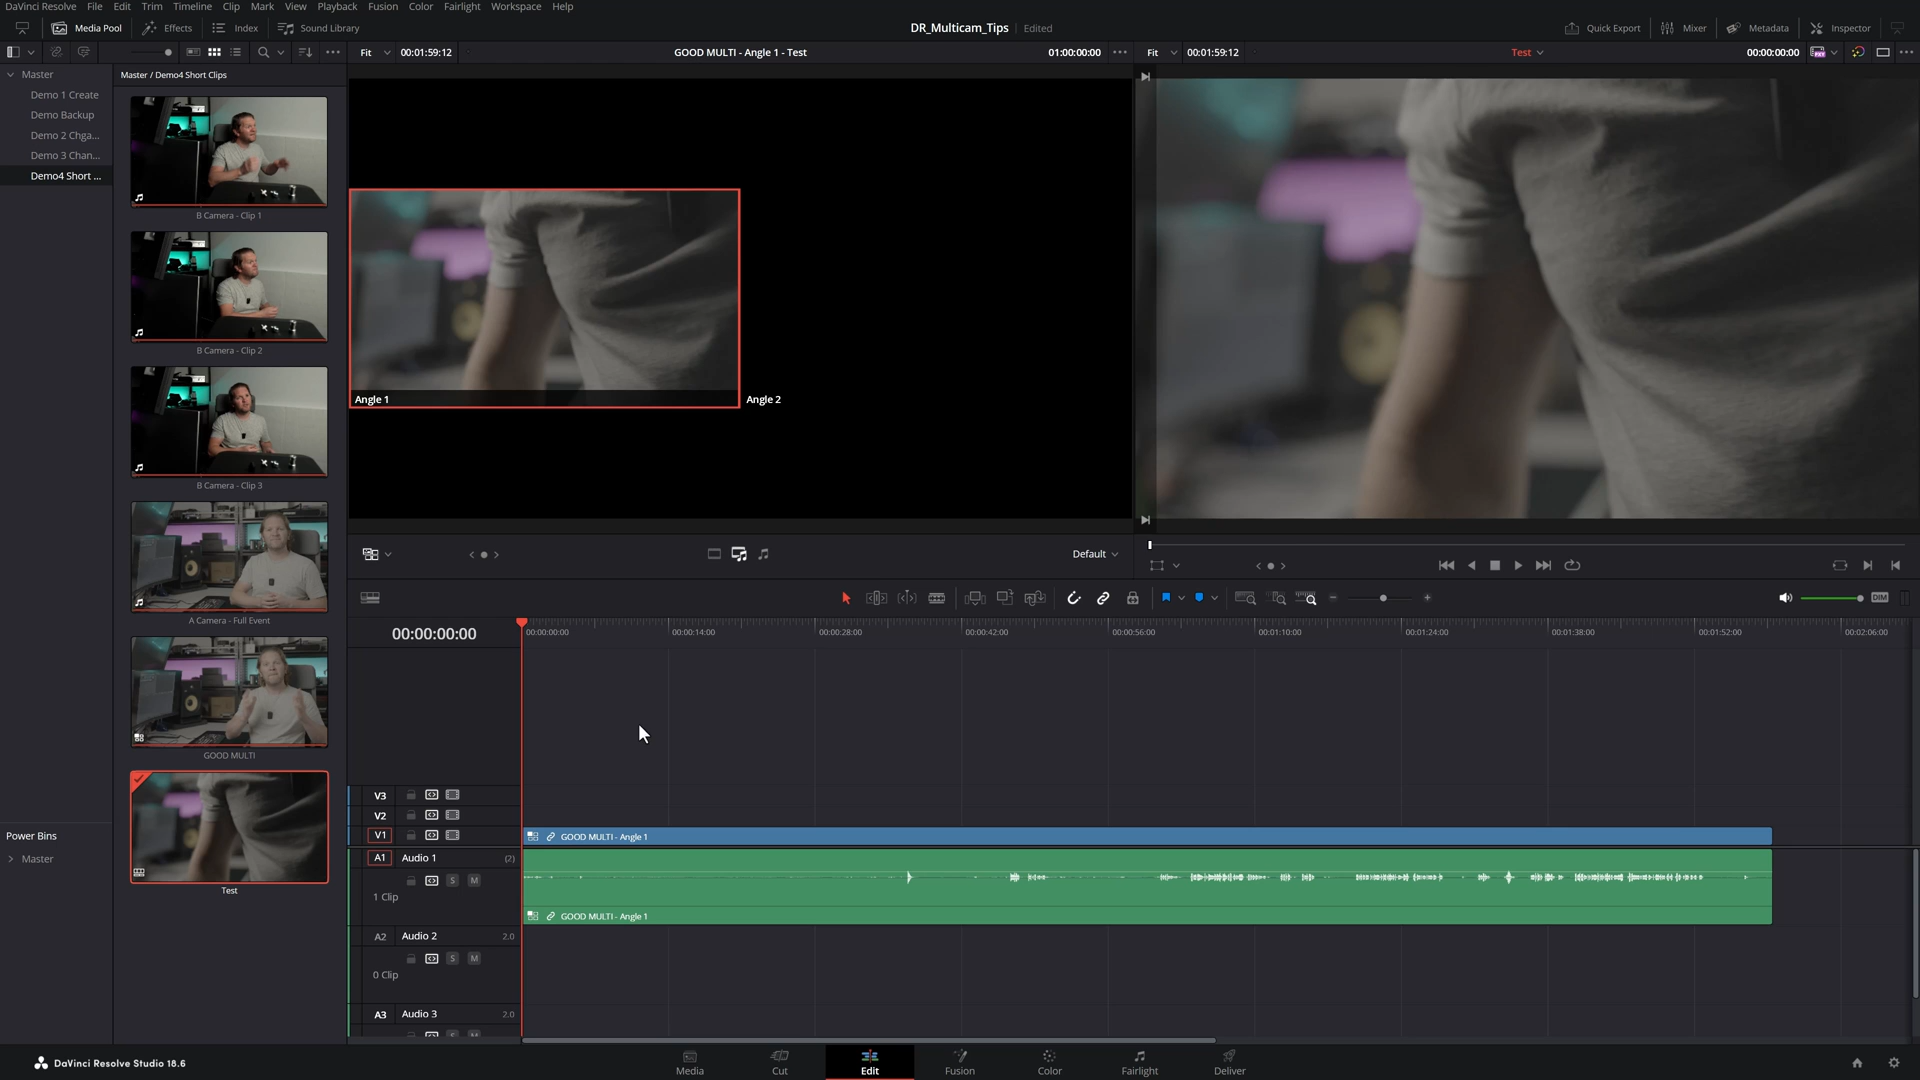 DaVinci Resolve File Edit Trim Timeline Clip Mark View Playback Fusion Color Fairlight Workspace Help
Media Pool Effects Index Sound Library DR_Multicam_Tips Edited Quick Export Mixer Metadata Inspector
Fit 00:01:59:12 GOOD MULTI - Angle 1 - Test 01:00:00:00 Fit 00:01:59:12 Test 00:00:00:00
Master
Demo 1 Create
Demo Backup
Demo 2 Chga...
Demo 3 Chan...
Demo4 Short ...
Master / Demo4 Short Clips
B Camera - Clip 1
B Camera - Clip 2
B Camera - Clip 3
A Camera - Full Event
GOOD MULTI
Test
Power Bins
Master
Angle 1
Angle 2
Default
DIM
00:00:00:00
00:00:00:00 00:00:14:00 00:00:28:00 00:00:42:00 00:00:56:00 00:01:10:00 00:01:24:00 00:01:38:00 00:01:52:00 00:02:06:00
V3
V2
V1 GOOD MULTI - Angle 1
A1 Audio 1 (2)
S M
1 Clip
GOOD MULTI - Angle 1
A2 Audio 2 2.0
S M
0 Clip
A3 Audio 3 2.0
S M
DaVinci Resolve Studio 18.6
Media Cut Edit Fusion Color Fairlight Deliver